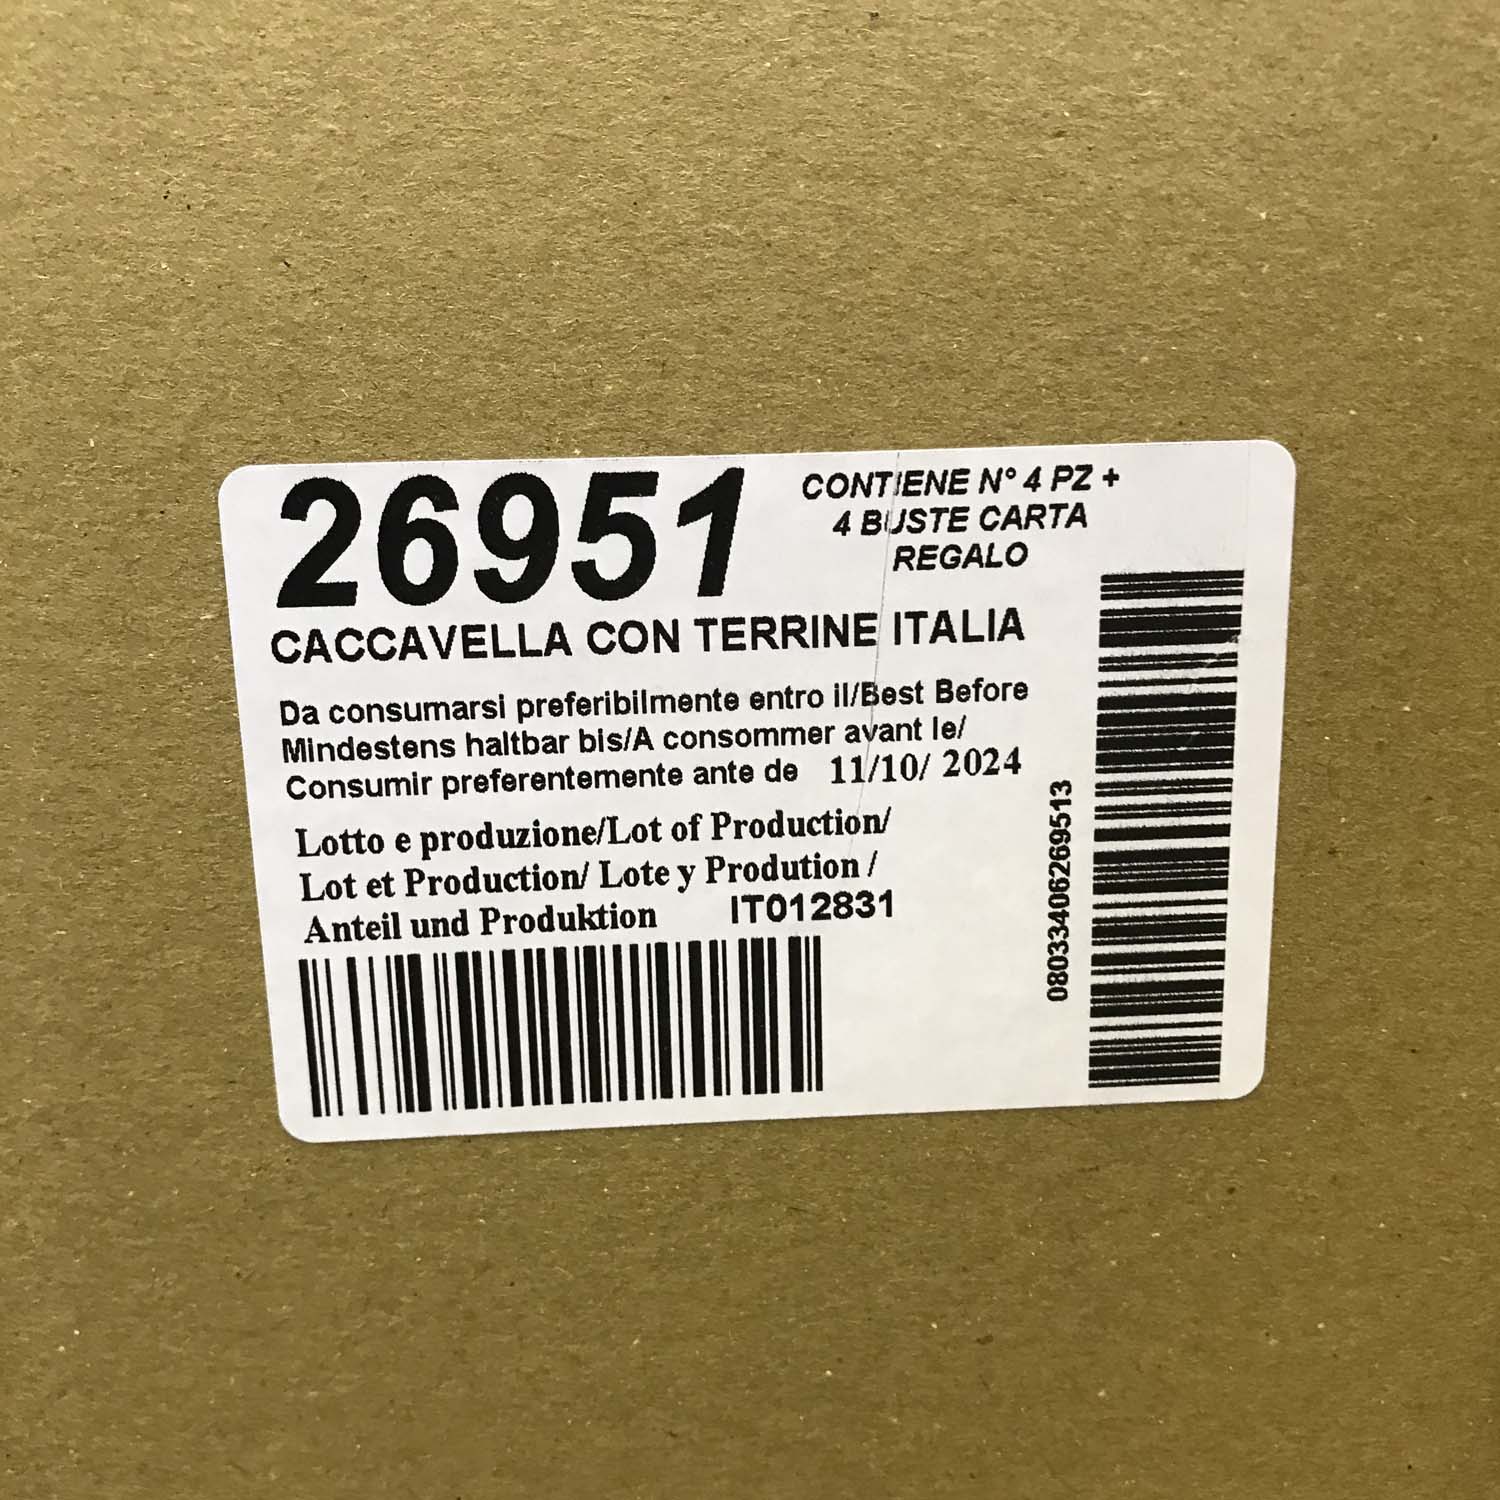 26951
CONTIENE N° 4 PZ +
4 BUSTE CARTA
REGALO
CACCAVELLA CON TERRINE ITALIA
Da consumarsi preferibilmente entro il/Best Before
Mindestens haltbar bis/A consommer avant le/
Consumir preferentemente ante de 11/10/ 2024
Lotto e produzione/Lot of Production/
Lot et Production/ Lote y Prodution /
Anteil und Produktion IT012831
08033406269513